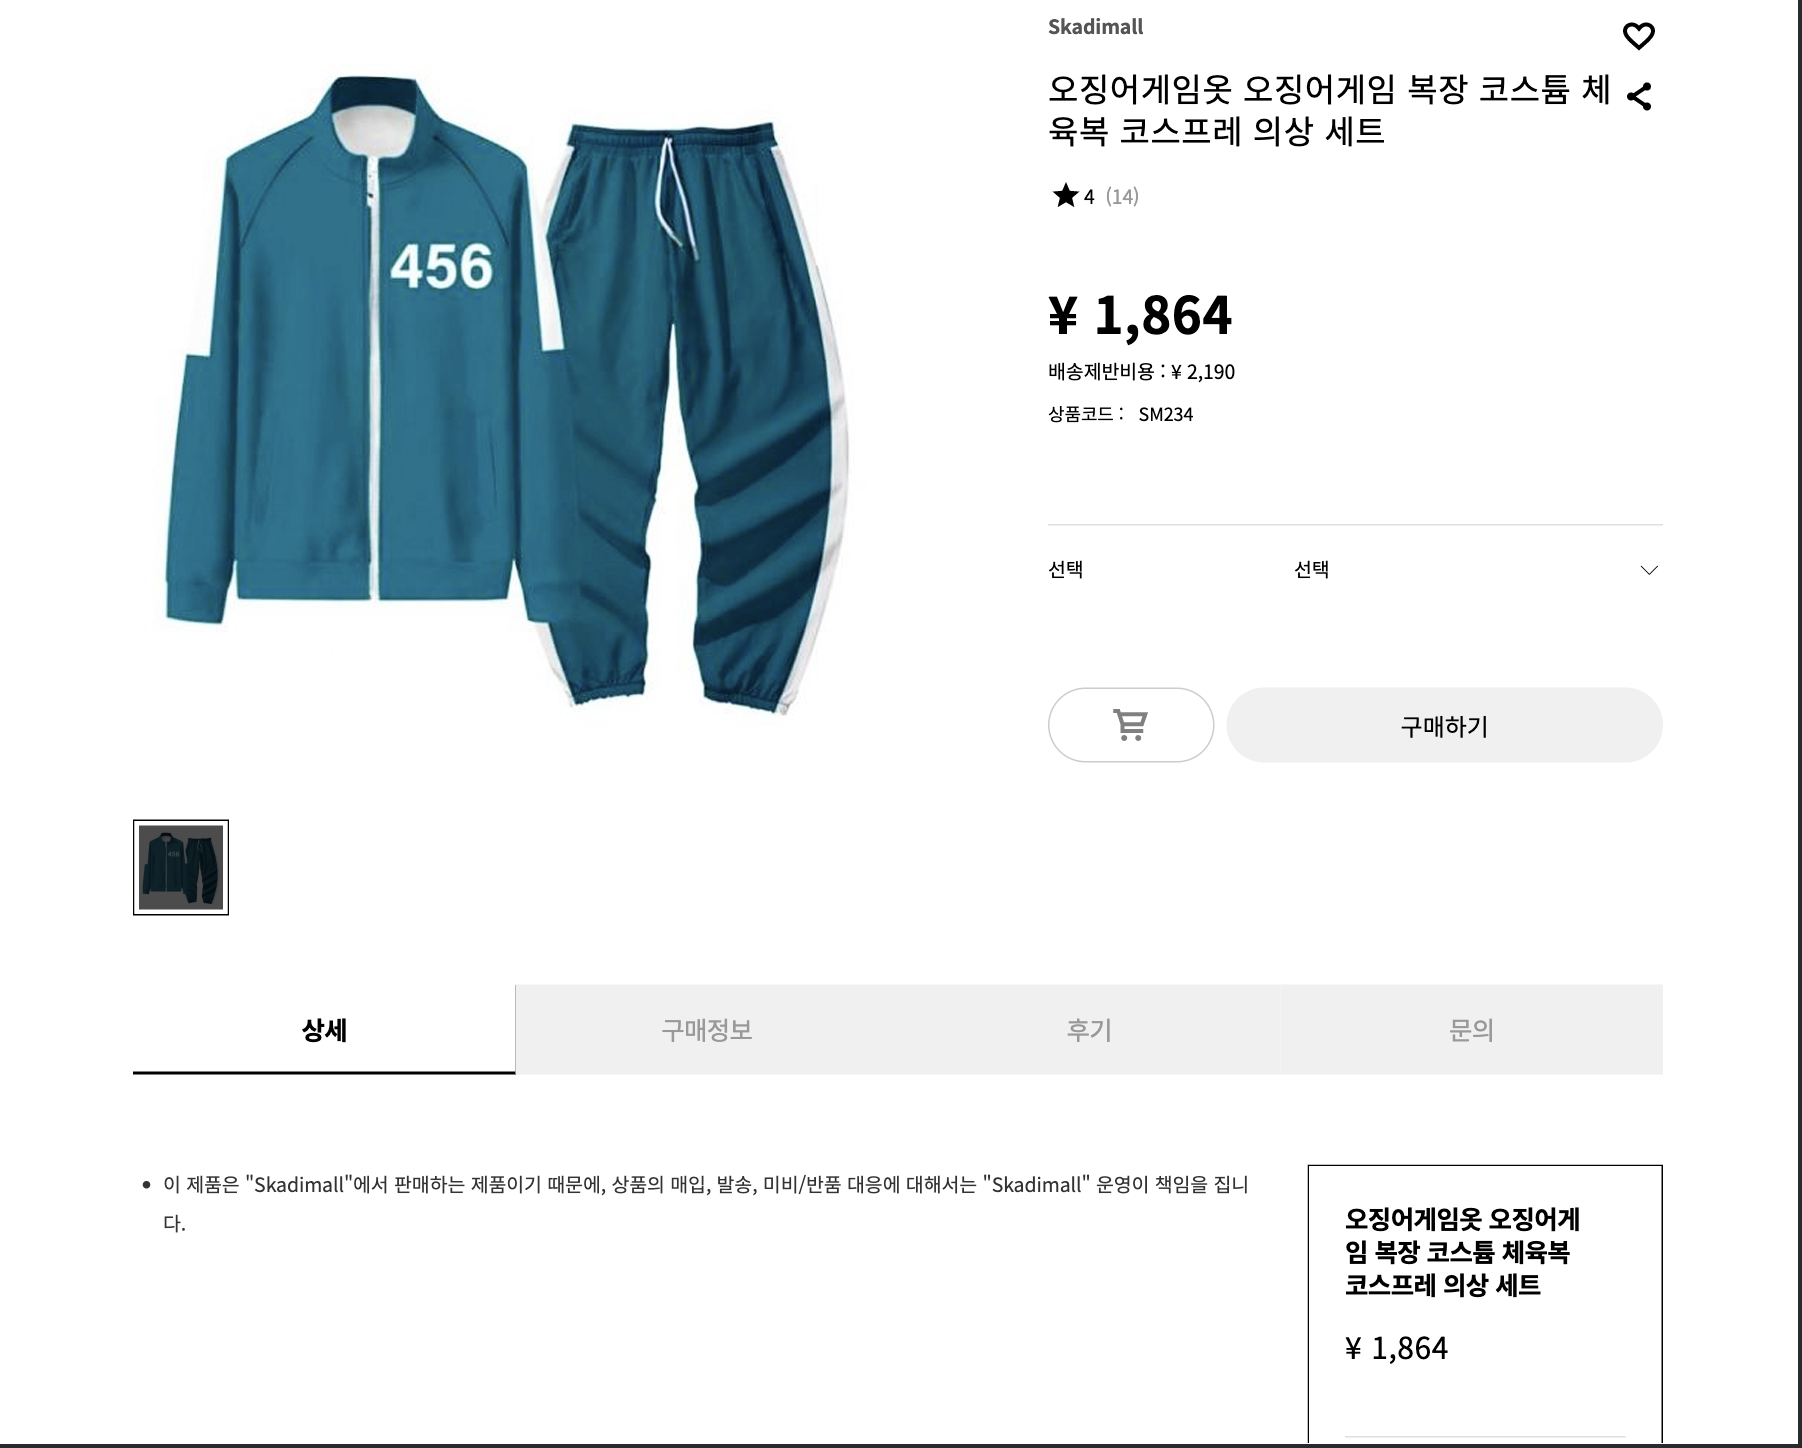 Skadimall
오징어게임옷 오징어게임 복장 코스튬 체
육복 코스프레 의상 세트
★ 4 (14)
456
¥ 1,864
배송제반비용 : ¥ 2,190
상품코드 : SM234
선택 선택
구매하기
456
상세 구매정보 후기 문의
• 이 제품은 "Skadimall"에서 판매하는 제품이기 때문에, 상품의 매입, 발송, 미비/반품 대응에 대해서는 "Skadimall" 운영이 책임을 집니
다.
오징어게임옷 오징어게
임 복장 코스튬 체육복
코스프레 의상 세트
¥ 1,864